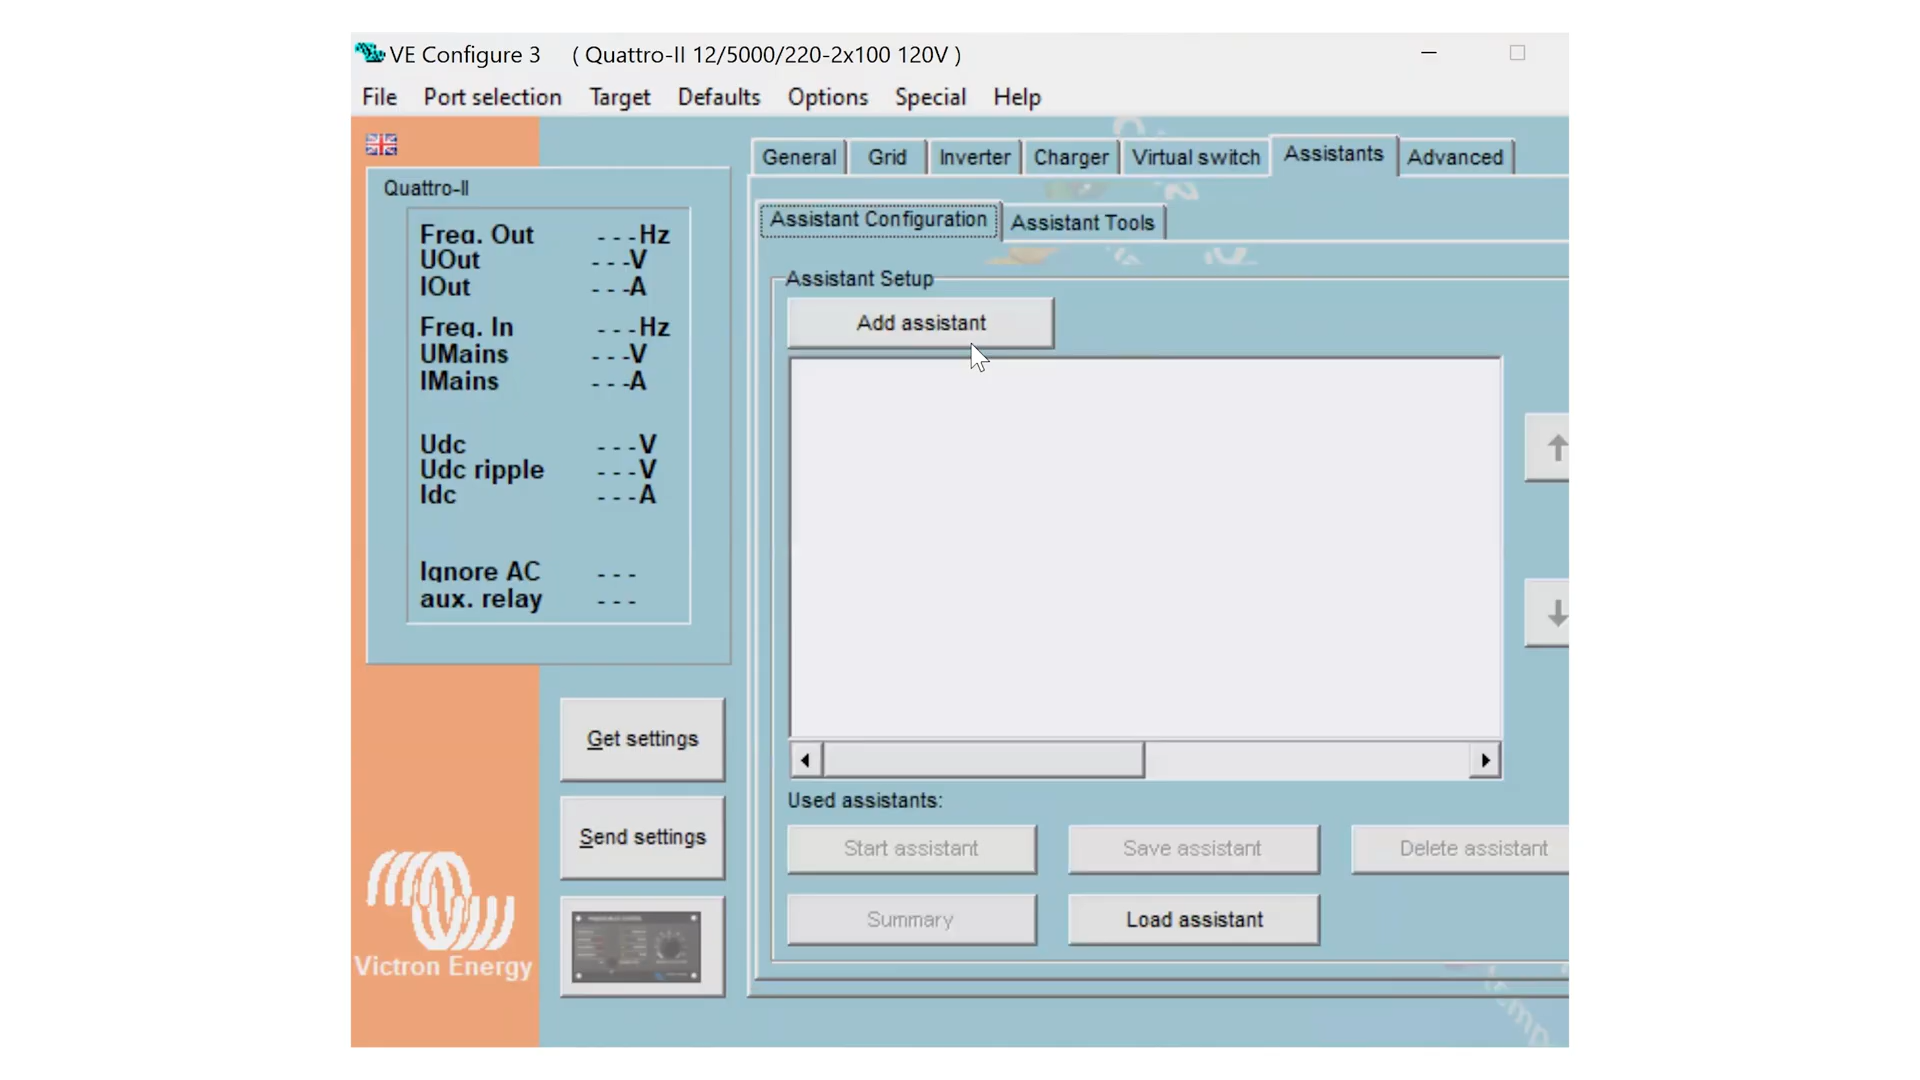 VE Configure 3 ( Quattro-II 12/5000/220-2x100 120V )
File Port selection Target Defaults Options Special Help
General Grid Inverter Charger Virtual switch Assistants Advanced
Quattro-II
Assistant Configuration Assistant Tools
Freq. Out - - -Hz
UOut - - -V
IOut - - -A
Freq. In - - -Hz
UMains - - -V
IMains - - -A
Udc - - -V
Udc ripple - - -V
Idc - - -A
Ignore AC - - -
aux. relay - - -
Assistant Setup
Add assistant
Get settings
Send settings
Used assistants:
Start assistant Save assistant Delete assistant
Summary Load assistant
Victron Energy